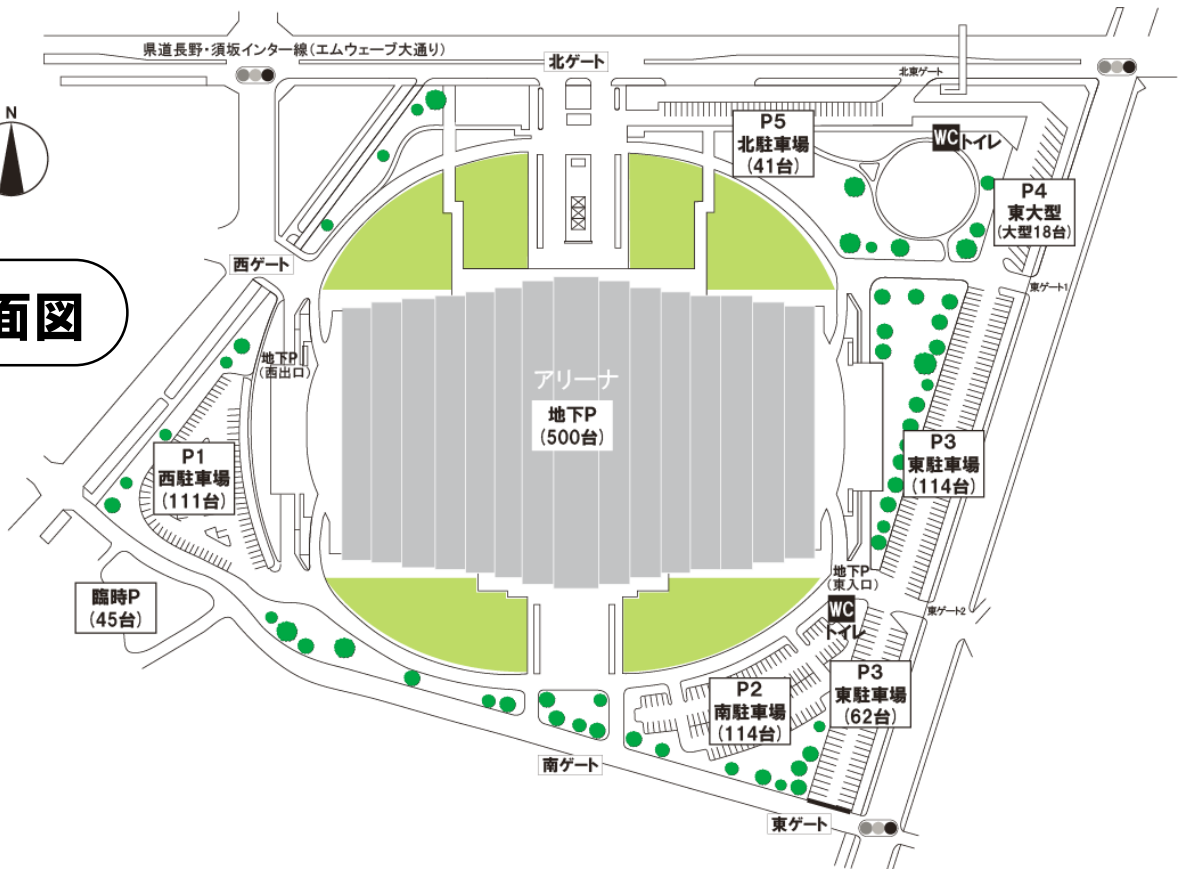 県道長野・須坂インター線(エムウェーブ大通り)
北ゲート
北東ゲート
N
P5
北駐車場
(41台)
WCトイレ
P4
東大型
(大型18台)
西ゲート
東ゲート1
面図
地下P
(西出口)
アリーナ
地下P
(500台)
P1
西駐車場
(111台)
P3
東駐車場
(114台)
地下P
(東入口)
臨時P
(45台)
WC
トイレ
東ゲート2
P3
東駐車場
(62台)
P2
南駐車場
(114台)
南ゲート
東ゲート